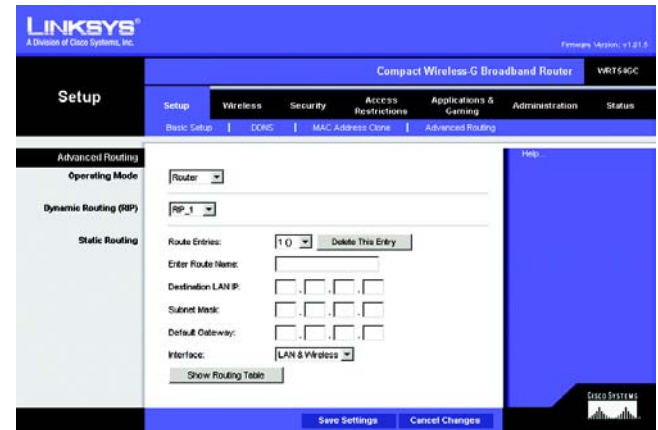 LINKSYS®
A Division of Cisco Systems, Inc.
Firmware Version: v1.01.5
Compact Wireless-G Broadband Router
WRT54GC
Setup
Setup Wireless Security Access Restrictions Applications & Gaming Administration Status
Basic Setup | DDNS | MAC Address Clone | Advanced Routing
Advanced Routing
Help...
Operating Mode
Router
Dynamic Routing (RIP)
RIP_1
Static Routing
Route Entries:
1 ()
Delete This Entry
Enter Route Name:
Destination LAN IP:
. . .
Subnet Mask:
. . .
Default Gateway:
. . .
Interface:
LAN & Wireless
Show Routing Table
Save Settings
Cancel Changes
CISCO SYSTEMS